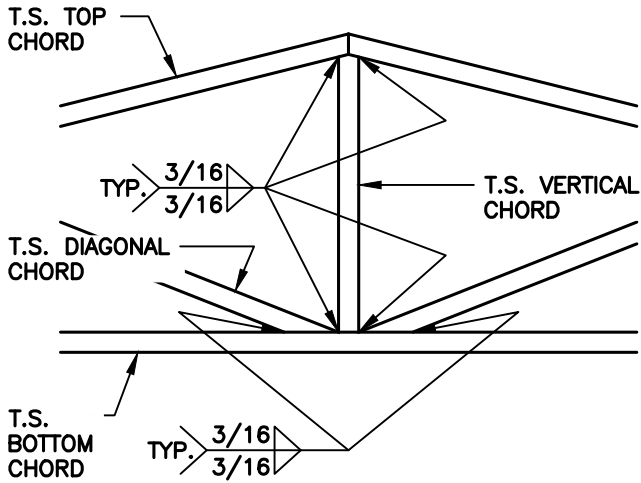 T.S. TOP
CHORD
TYP.
3/16
3/16
T.S. VERTICAL
CHORD
T.S. DIAGONAL
CHORD
T.S.
BOTTOM
CHORD
TYP.
3/16
3/16